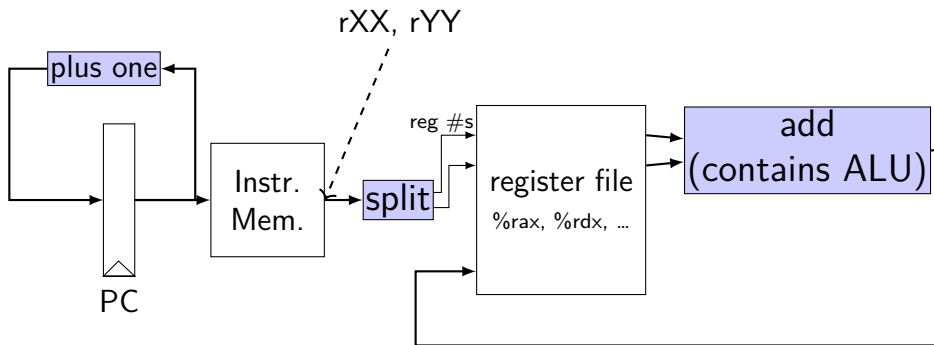 rXX, rYY
plus one
PC
Instr.
Mem.
split
reg #s
register file
%rax, %rdx, ...
add
(contains ALU)